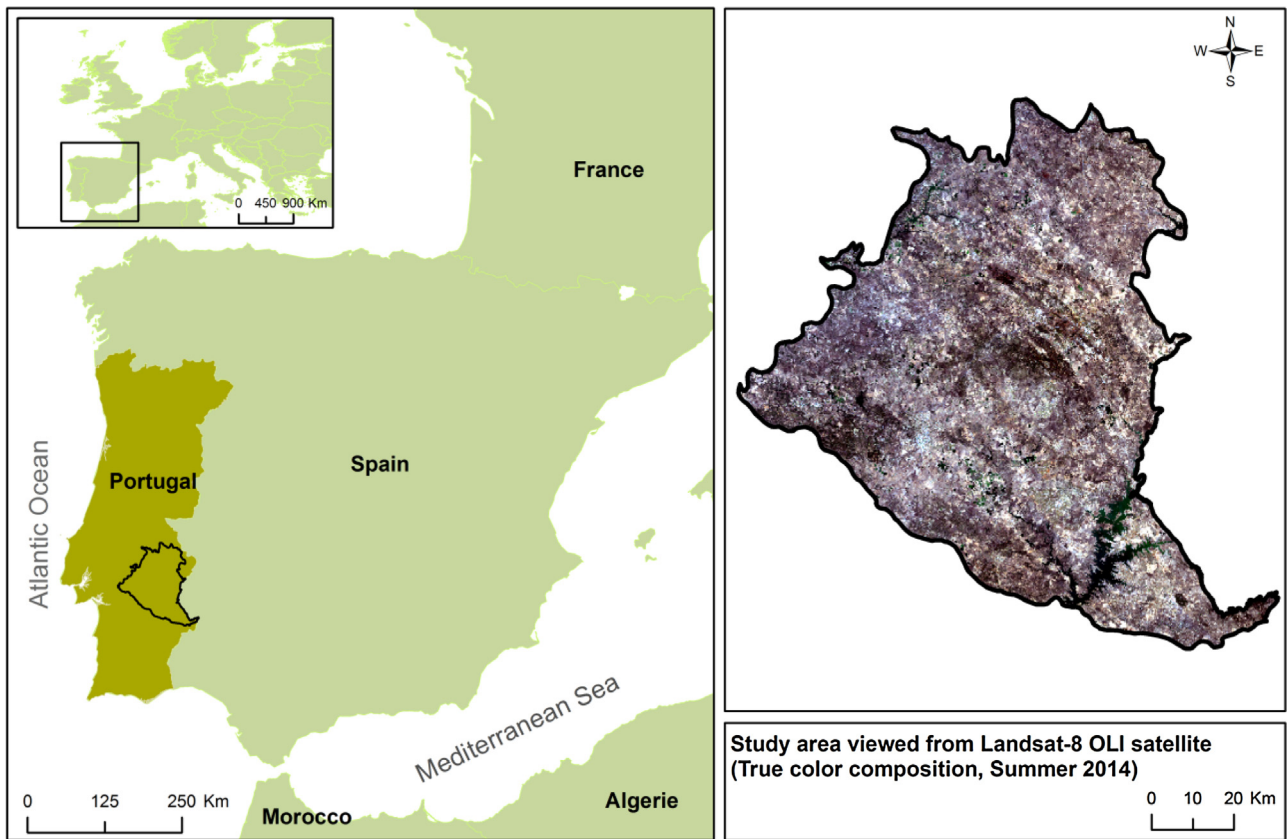 0 450 900 Km
France
Spain
Portugal
Atlantic Ocean
Mediterranean Sea
Morocco
Algerie
0 125 250 Km
N
W E
S
Study area viewed from Landsat-8 OLI satellite
(True color composition, Summer 2014)
0 10 20 Km